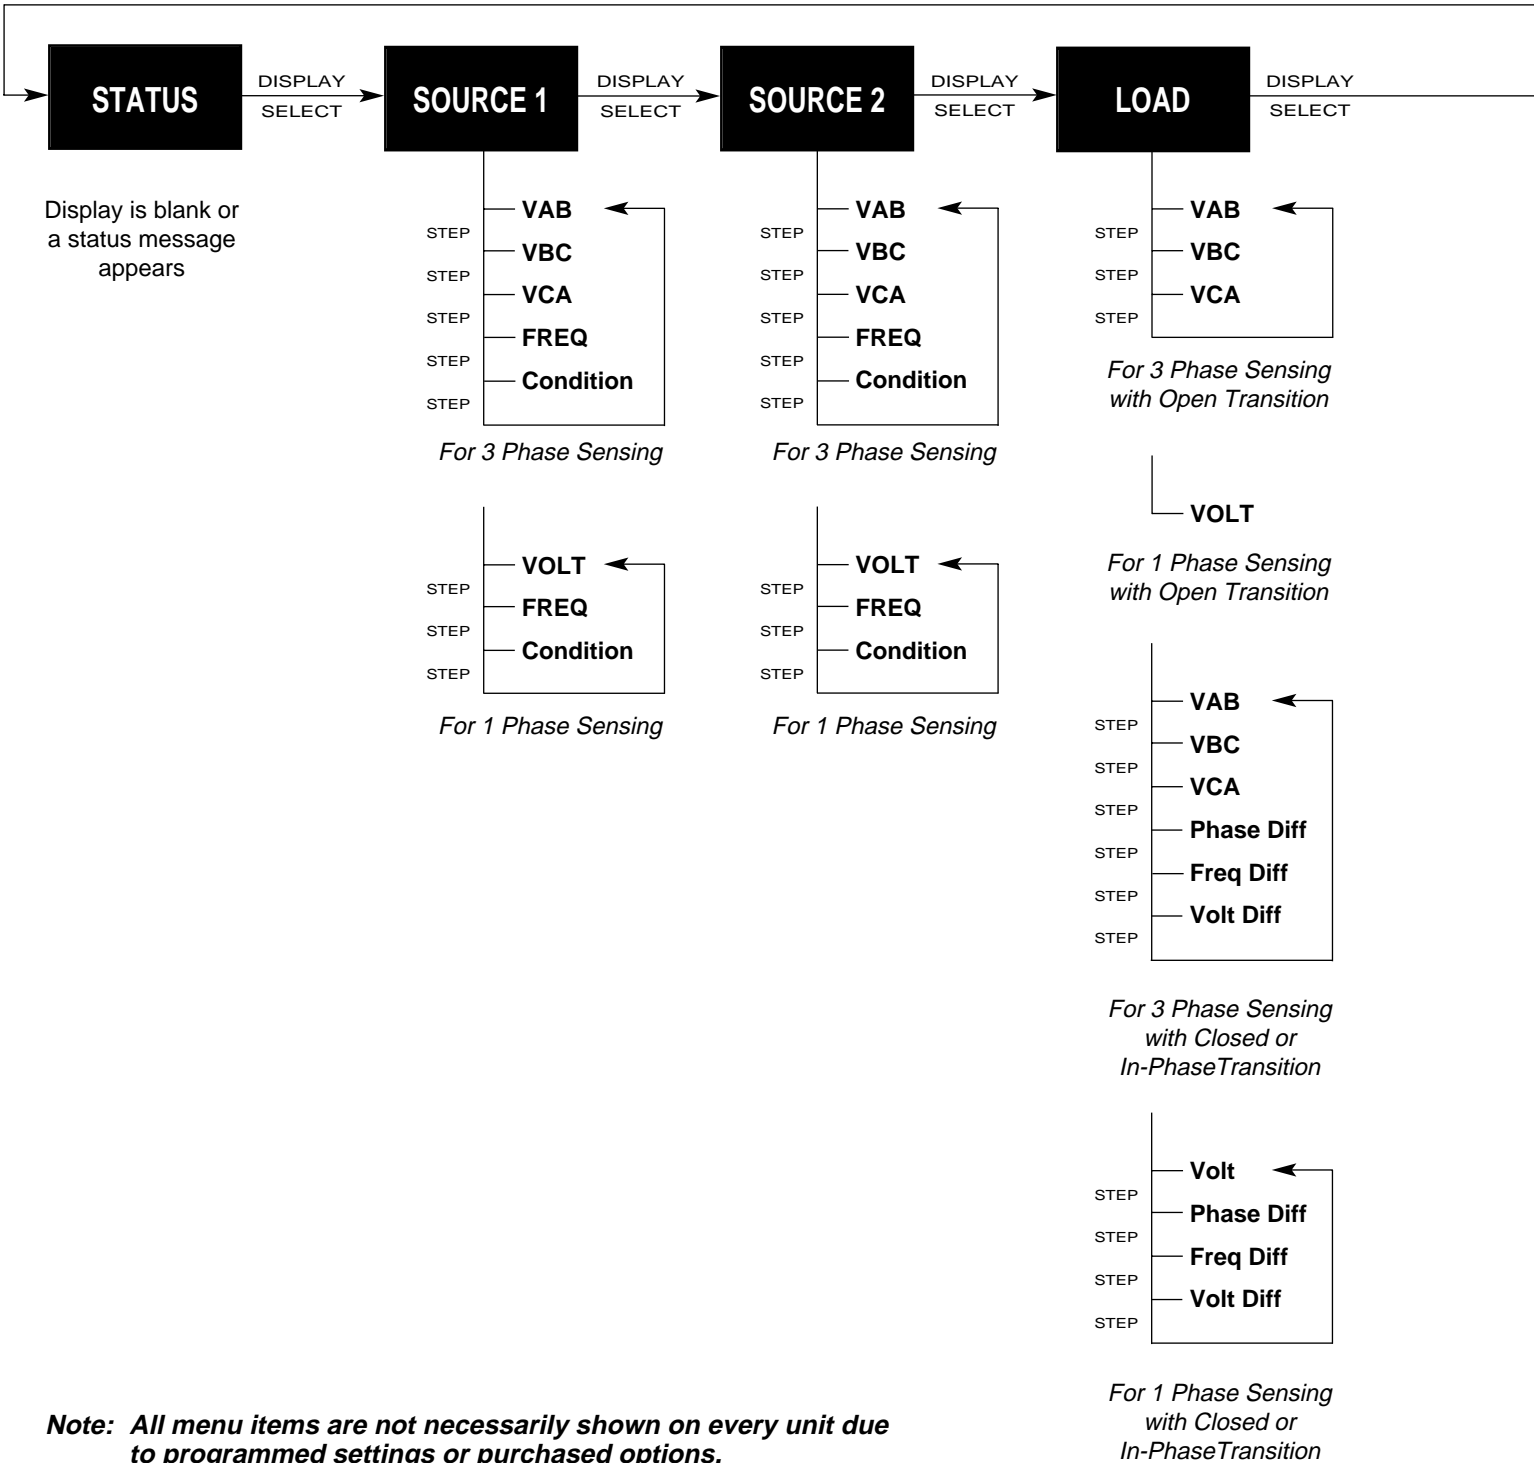 STATUS
DISPLAY
SELECT
SOURCE 1
DISPLAY
SELECT
SOURCE 2
DISPLAY
SELECT
LOAD
DISPLAY
SELECT
Display is blank or
a status message
appears
VAB
STEP
VBC
STEP
VCA
STEP
FREQ
STEP
Condition
STEP
For 3 Phase Sensing
VOLT
STEP
FREQ
STEP
Condition
STEP
For 1 Phase Sensing
VAB
STEP
VBC
STEP
VCA
STEP
FREQ
STEP
Condition
STEP
For 3 Phase Sensing
VOLT
STEP
FREQ
STEP
Condition
STEP
For 1 Phase Sensing
VAB
STEP
VBC
STEP
VCA
STEP
For 3 Phase Sensing
with Open Transition
VOLT
For 1 Phase Sensing
with Open Transition
VAB
STEP
VBC
STEP
VCA
STEP
Phase Diff
STEP
Freq Diff
STEP
Volt Diff
STEP
For 3 Phase Sensing
with Closed or
In-PhaseTransition
Volt
STEP
Phase Diff
STEP
Freq Diff
STEP
Volt Diff
STEP
For 1 Phase Sensing
with Closed or
In-PhaseTransition
Note: All menu items are not necessarily shown on every unit due
to programmed settings or purchased options.